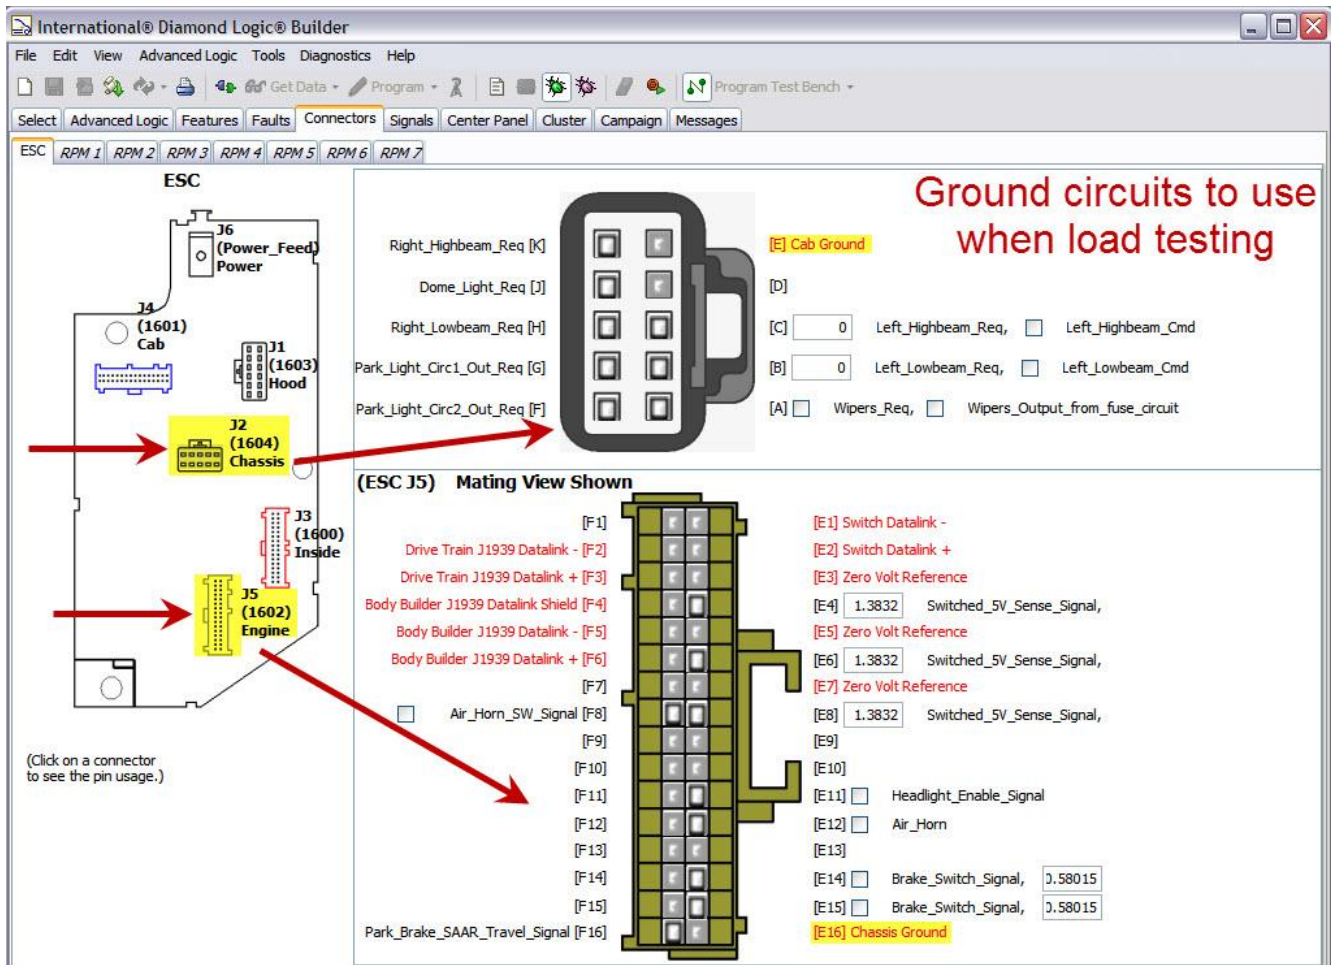 International® Diamond Logic® Builder
File Edit View Advanced Logic Tools Diagnostics Help
Get Data Program Program Test Bench
Select Advanced Logic Features Faults Connectors Signals Center Panel Cluster Campaign Messages
ESC RPM 1 RPM 2 RPM 3 RPM 4 RPM 5 RPM 6 RPM 7
ESC
J6
(Power_Feed)
Power
J4
(1601)
Cab
J1
(1603)
Hood
J2
(1604)
Chassis
J3
(1600)
Inside
J5
(1602)
Engine
(Click on a connector
to see the pin usage.)
Ground circuits to use
when load testing
Right_Highbeam_Req [K] [E] Cab Ground
Dome_Light_Req [J] [D]
Right_Lowbeam_Req [H] [C] 0 Left_Highbeam_Req, Left_Highbeam_Cmd
Park_Light_Circ1_Out_Req [G] [B] 0 Left_Lowbeam_Req, Left_Lowbeam_Cmd
Park_Light_Circ2_Out_Req [F] [A] Wipers_Req, Wipers_Output_from_fuse_circuit
(ESC J5) Mating View Shown
[F1] [E1] Switch Datalink -
Drive Train J1939 Datalink - [F2] [E2] Switch Datalink +
Drive Train J1939 Datalink + [F3] [E3] Zero Volt Reference
Body Builder J1939 Datalink Shield [F4] [E4] 1.3832 Switched_5V_Sense_Signal,
Body Builder J1939 Datalink - [F5] [E5] Zero Volt Reference
Body Builder J1939 Datalink + [F6] [E6] 1.3832 Switched_5V_Sense_Signal,
[F7] [E7] Zero Volt Reference
Air_Horn_SW_Signal [F8] [E8] 1.3832 Switched_5V_Sense_Signal,
[F9] [E9]
[F10] [E10]
[F11] [E11] Headlight_Enable_Signal
[F12] [E12] Air_Horn
[F13] [E13]
[F14] [E14] Brake_Switch_Signal, 0.58015
[F15] [E15] Brake_Switch_Signal, 0.58015
Park_Brake_SAAR_Travel_Signal [F16] [E16] Chassis Ground